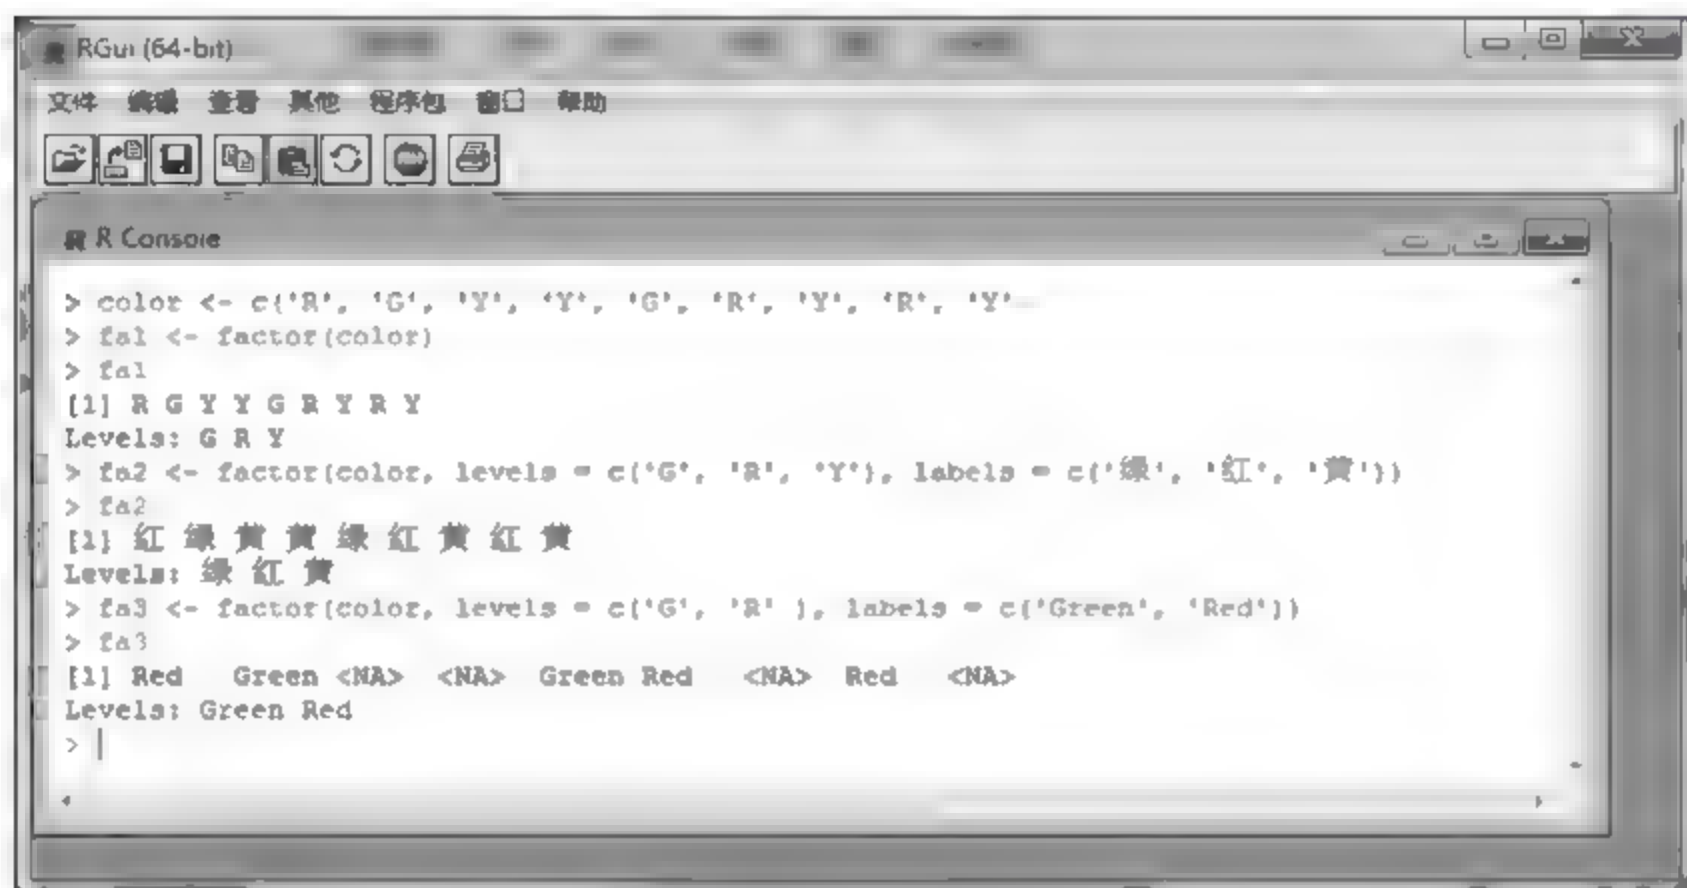 RGui (64-bit)
文件 编辑 查看 其他 程序包 窗口 帮助
R Console
> color <- c('R', 'G', 'Y', 'Y', 'G', 'R', 'Y', 'R', 'Y'
> fa1 <- factor(color)
> fa1
[1] R G Y Y G R Y R Y
Levels: G R Y
> fa2 <- factor(color, levels = c('G', 'R', 'Y'), labels = c('绿', '红', '黄'))
> fa2
[1] 红 绿 黄 黄 绿 红 黄 红 黄
Levels: 绿 红 黄
> fa3 <- factor(color, levels = c('G', 'R' ), labels = c('Green', 'Red'))
> fa3
[1] Red Green <NA> <NA> Green Red <NA> Red <NA>
Levels: Green Red
>